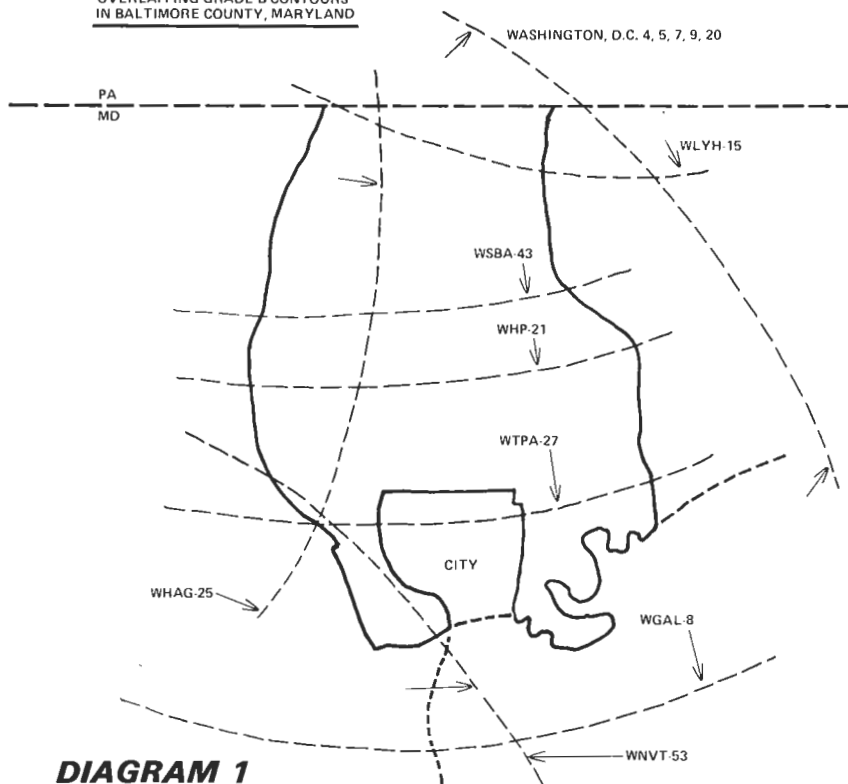 OVERLAPPING GRADE B CONTOURS
IN BALTIMORE COUNTY, MARYLAND
WASHINGTON, D.C. 4, 5, 7, 9, 20
PA
MD
WLYH-15
WSBA-43
WHP-21
WTPA-27
CITY
WHAG-25
WGAL-8
WNVT-53
DIAGRAM 1